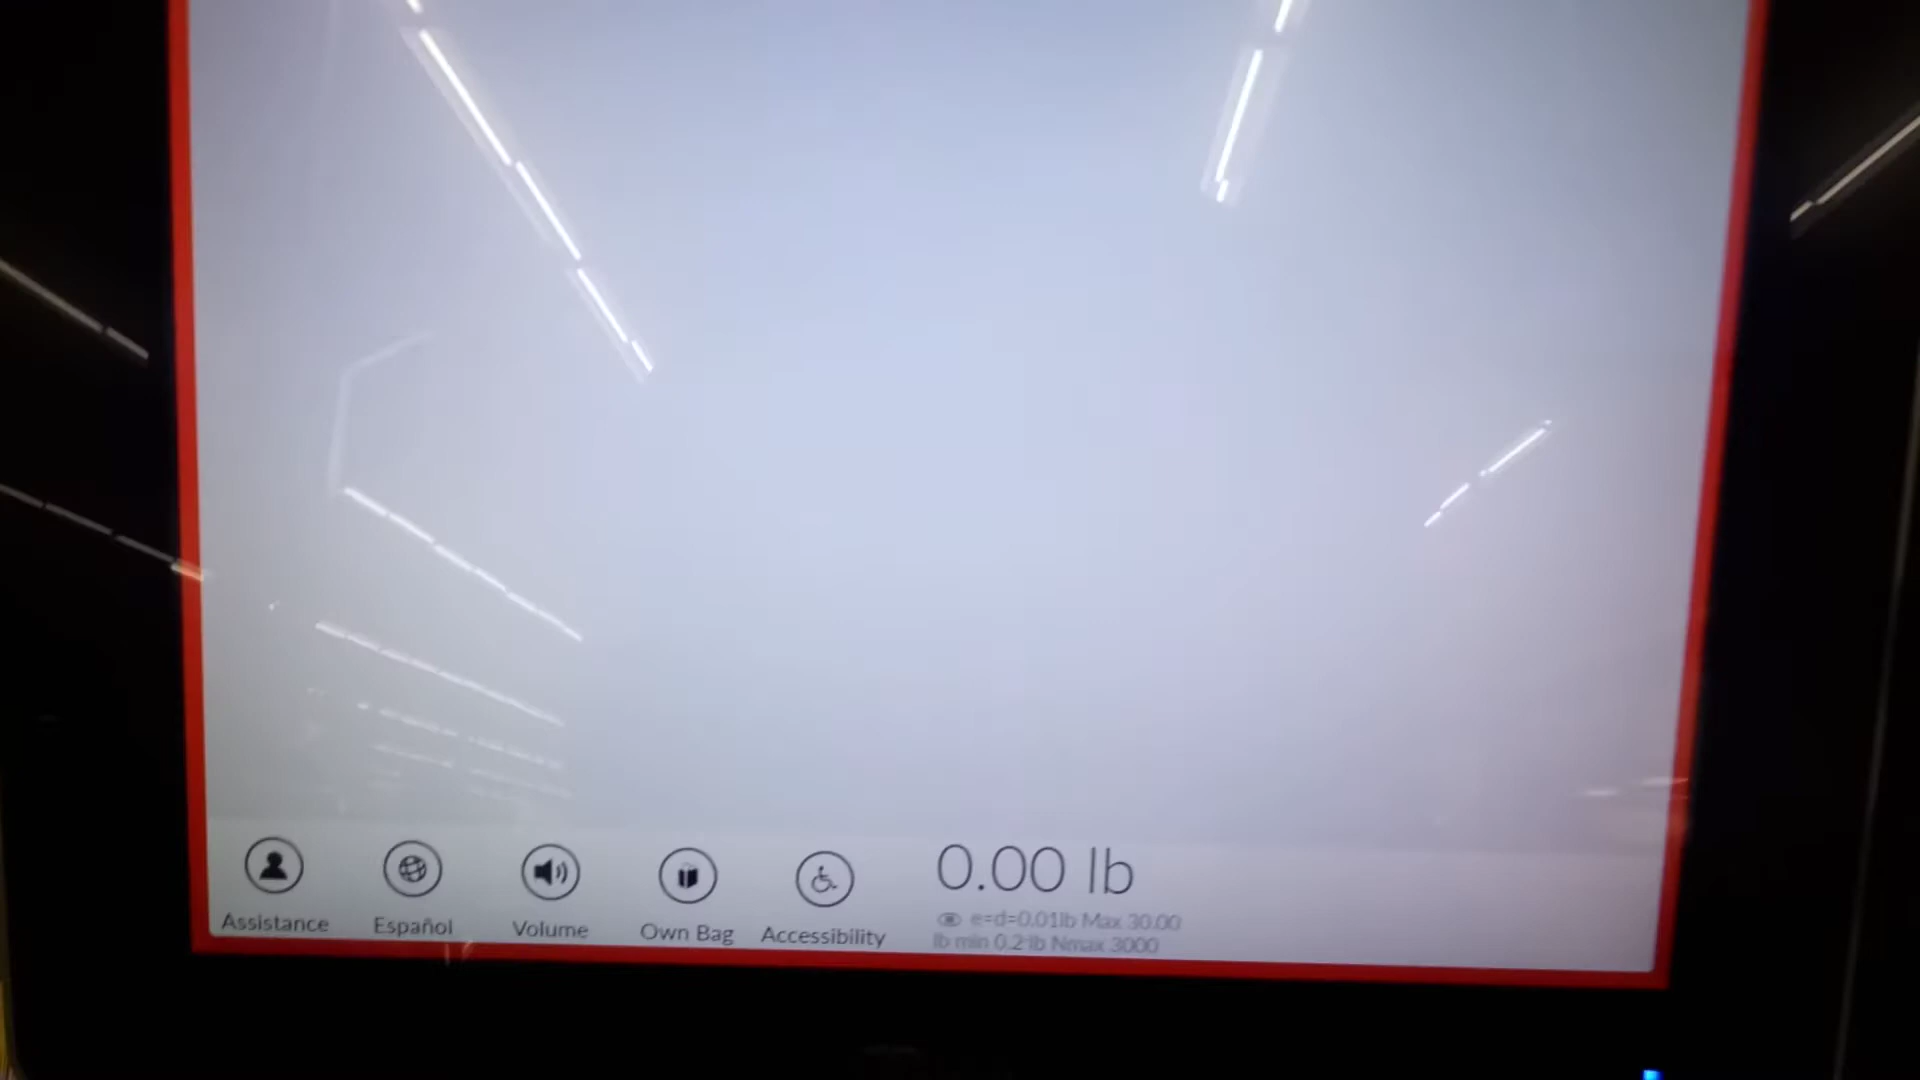 Assistance
Español
Volume
Own Bag
Accessibility
0.00 lb
e=d=0.01lb Max 30.00
lb min 0.2 lb Nmax 3000